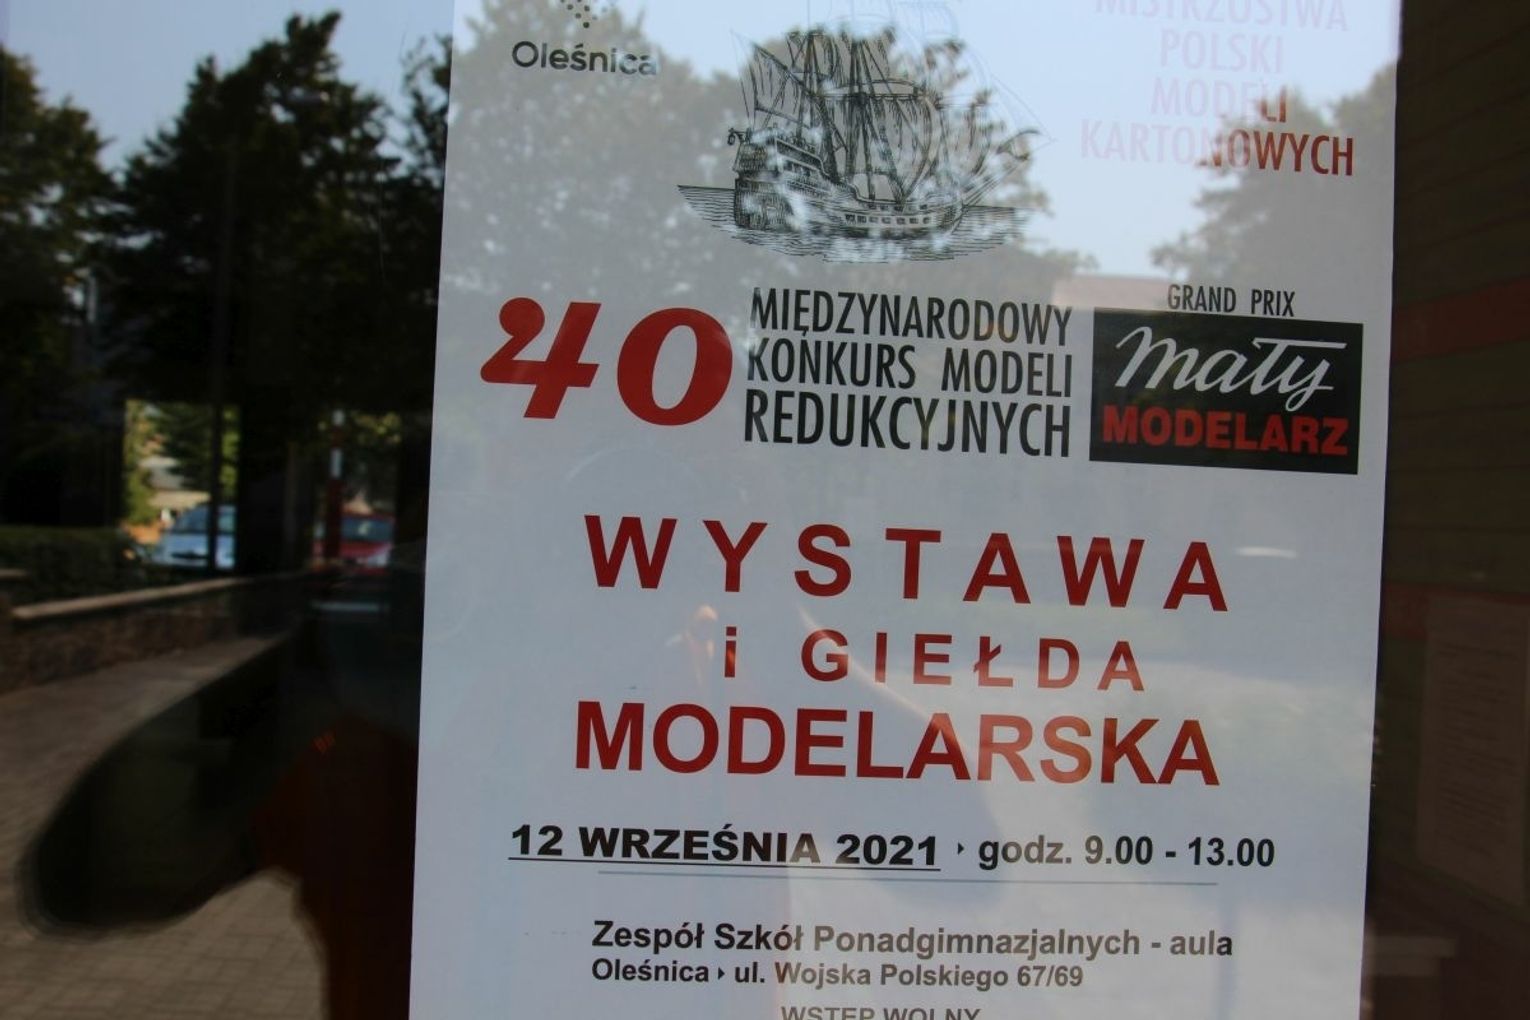 Oleśnica
MISTRZOSTWA
POLSKI
MODELI
KARTONOWYCH
40
MIĘDZYNARODOWY
KONKURS MODELI
REDUKCYJNYCH
GRAND PRIX
mały
MODELARZ
WYSTAWA
i GIEŁDA
MODELARSKA
12 WRZEŚNIA 2021 ‣ godz. 9.00 - 13.00
Zespół Szkół Ponadgimnazjalnych - aula
Oleśnica ‣ ul. Wojska Polskiego 67/69
WSTĘP WOLNY